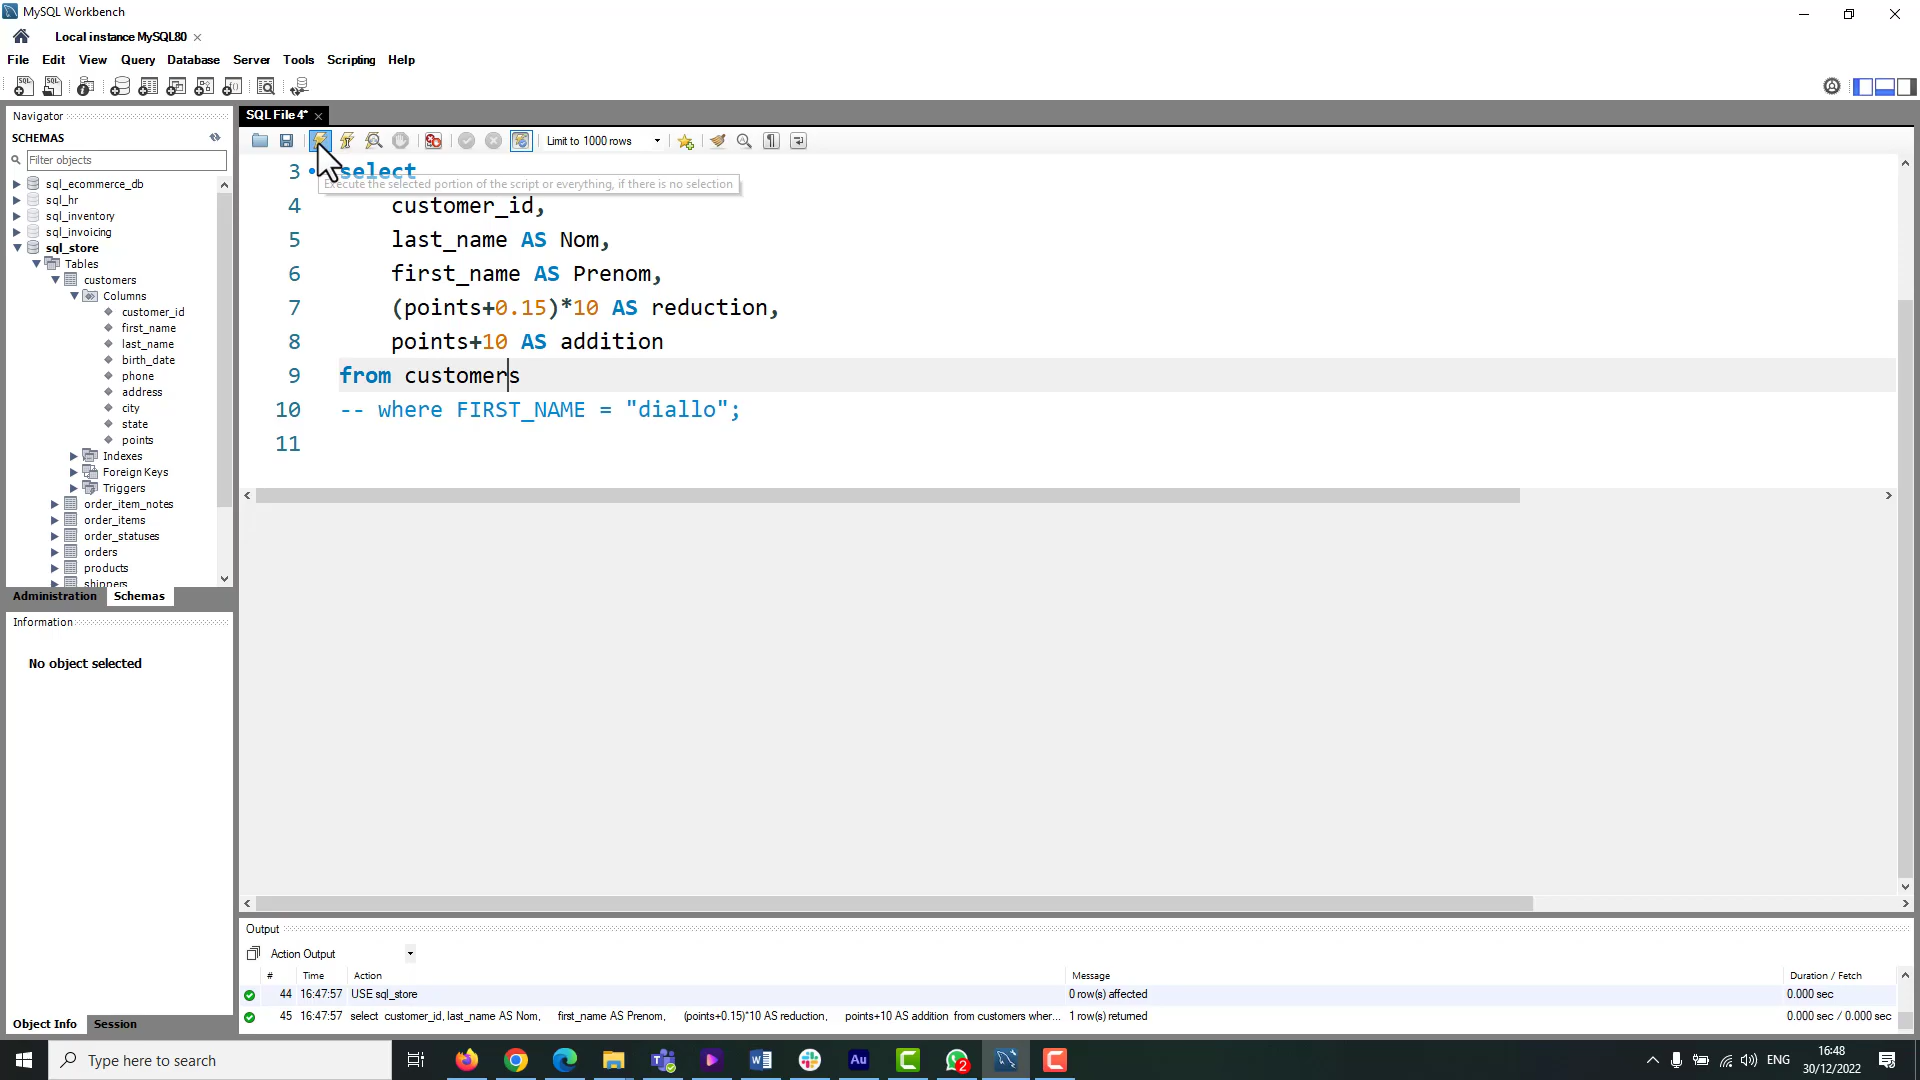 MySQL Workbench
Local instance MySQL80
File Edit View Query Database Server Tools Scripting Help
Navigator
SCHEMAS
Filter objects
sql_ecommerce_db
sql_hr
sql_inventory
sql_invoicing
sql_store
Tables
customers
Columns
customer_id
first_name
last_name
birth_date
phone
address
city
state
points
Indexes
Foreign Keys
Triggers
order_item_notes
order_items
order_statuses
orders
products
shippers
Administration Schemas
Information
No object selected
Object Info Session
SQL File 4*
Limit to 1000 rows
3 select
Execute the selected portion of the script or everything, if there is no selection
4 customer_id,
5 last_name AS Nom,
6 first_name AS Prenom,
7 (points+0.15)*10 AS reduction,
8 points+10 AS addition
9 from customers
10 -- where FIRST_NAME = "diallo";
11
Output
Action Output
# Time Action Message Duration / Fetch
44 16:47:57 USE sql_store 0 row(s) affected 0.000 sec
45 16:47:57 select customer_id, last_name AS Nom, first_name AS Prenom, (points+0.15)*10 AS reduction, points+10 AS addition from customers wher... 1 row(s) returned 0.000 sec / 0.000 sec
Type here to search
Au
2
ENG
16:48
30/12/2022